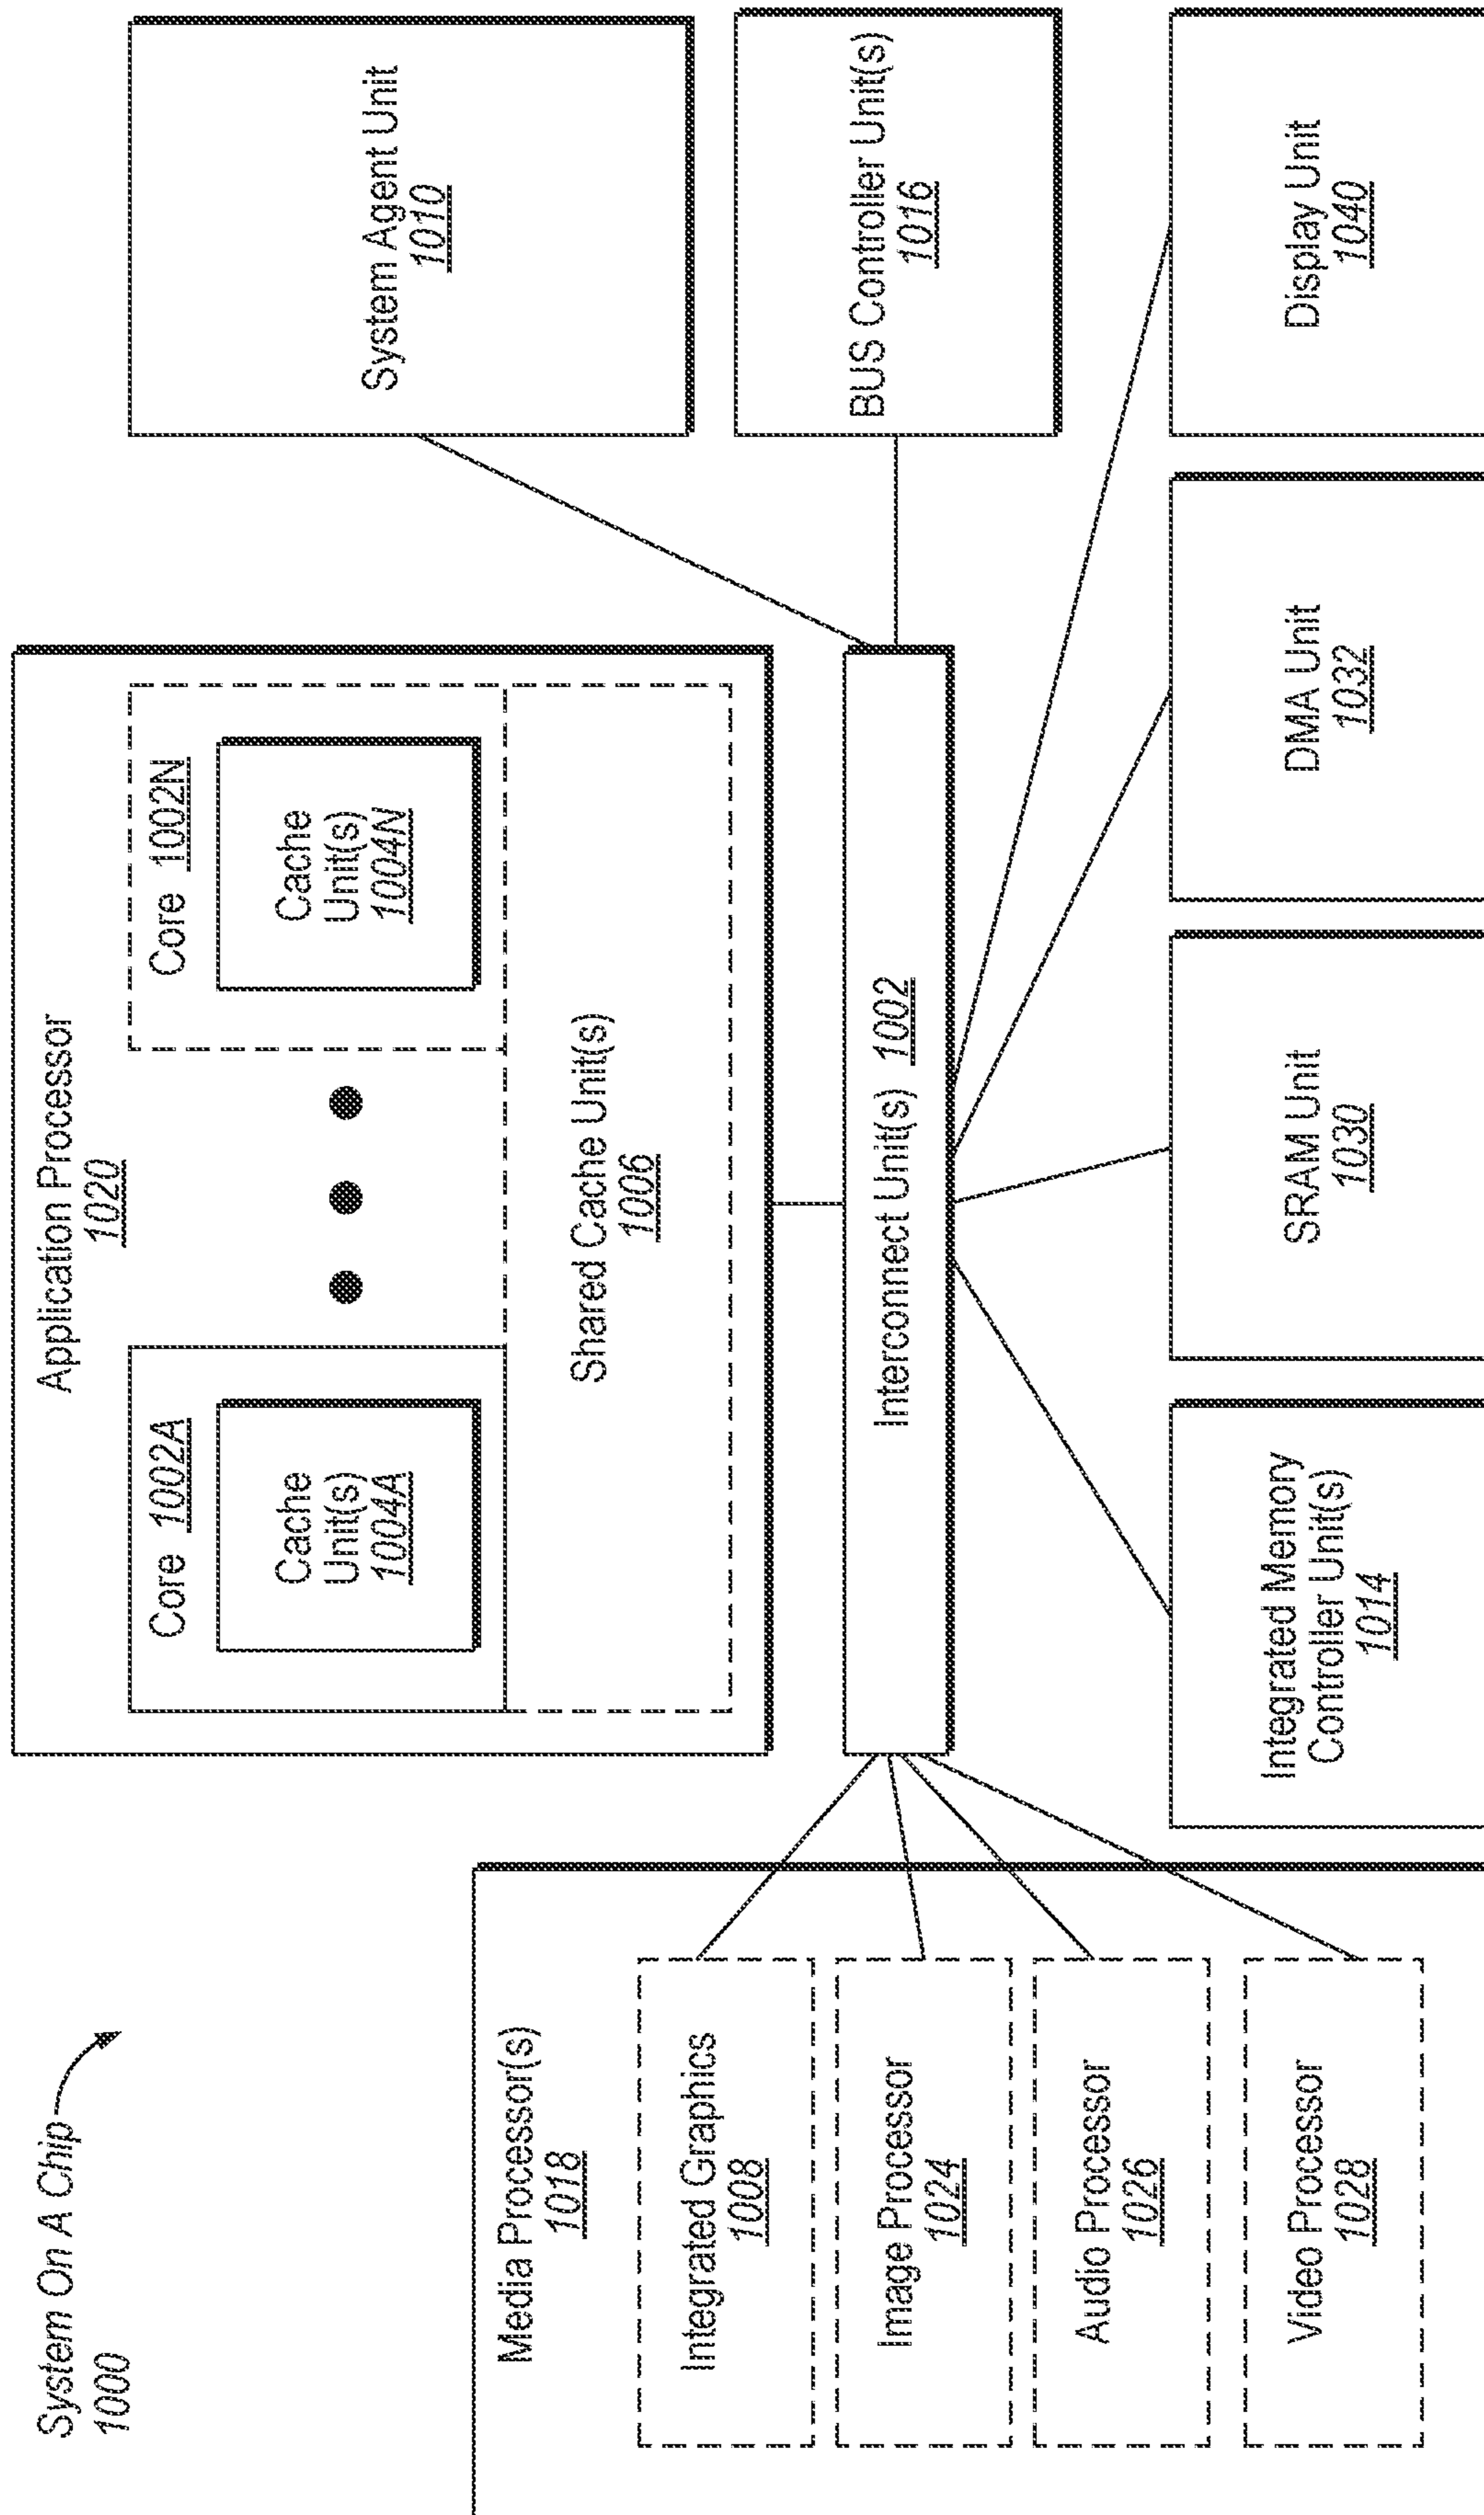 System On A Chip
1000
Application Processor
1020
Core 1002A
Cache
Unit(s)
1004A
Core 1002N
Cache
Unit(s)
1004N
Shared Cache Unit(s)
1006
System Agent Unit
1010
Media Processor(s)
1018
Integrated Graphics
1008
Image Processor
1024
Audio Processor
1026
Video Processor
1028
Interconnect Unit(s) 1002
BUS Controller Unit(s)
1016
Integrated Memory
Controller Unit(s)
1014
SRAM Unit
1030
DMA Unit
1032
Display Unit
1040